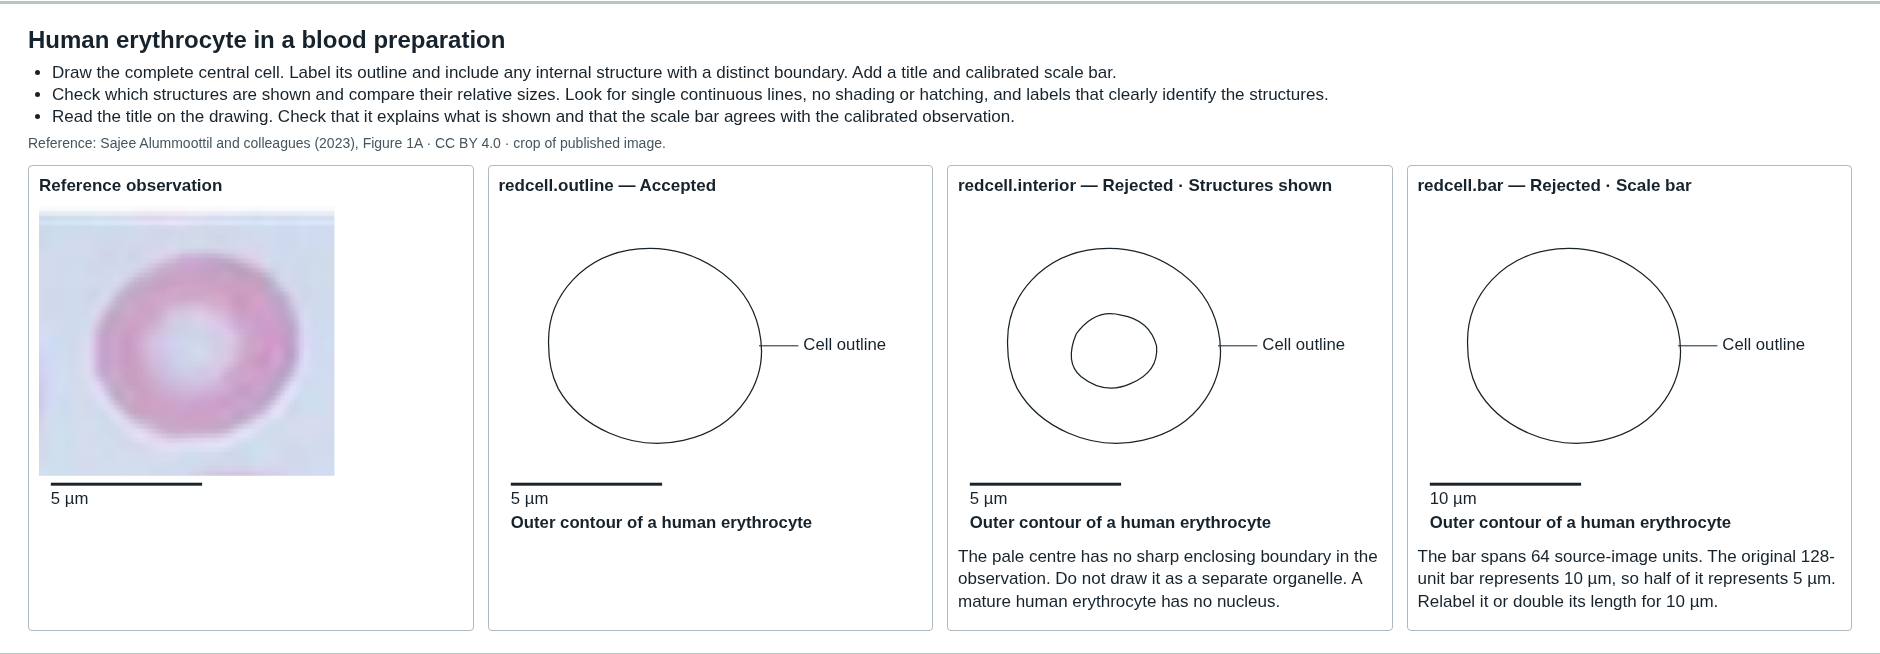 Human erythrocyte in a blood preparation
• Draw the complete central cell. Label its outline and include any internal structure with a distinct boundary. Add a title and calibrated scale bar.
• Check which structures are shown and compare their relative sizes. Look for single continuous lines, no shading or hatching, and labels that clearly identify the structures.
• Read the title on the drawing. Check that it explains what is shown and that the scale bar agrees with the calibrated observation.
Reference: Sajee Alummoottil and colleagues (2023), Figure 1A · CC BY 4.0 · crop of published image.
Reference observation
5 µm
redcell.outline — Accepted
Cell outline
5 µm
Outer contour of a human erythrocyte
redcell.interior — Rejected · Structures shown
Cell outline
5 µm
Outer contour of a human erythrocyte
The pale centre has no sharp enclosing boundary in the
observation. Do not draw it as a separate organelle. A
mature human erythrocyte has no nucleus.
redcell.bar — Rejected · Scale bar
Cell outline
10 µm
Outer contour of a human erythrocyte
The bar spans 64 source-image units. The original 128-
unit bar represents 10 µm, so half of it represents 5 µm.
Relabel it or double its length for 10 µm.